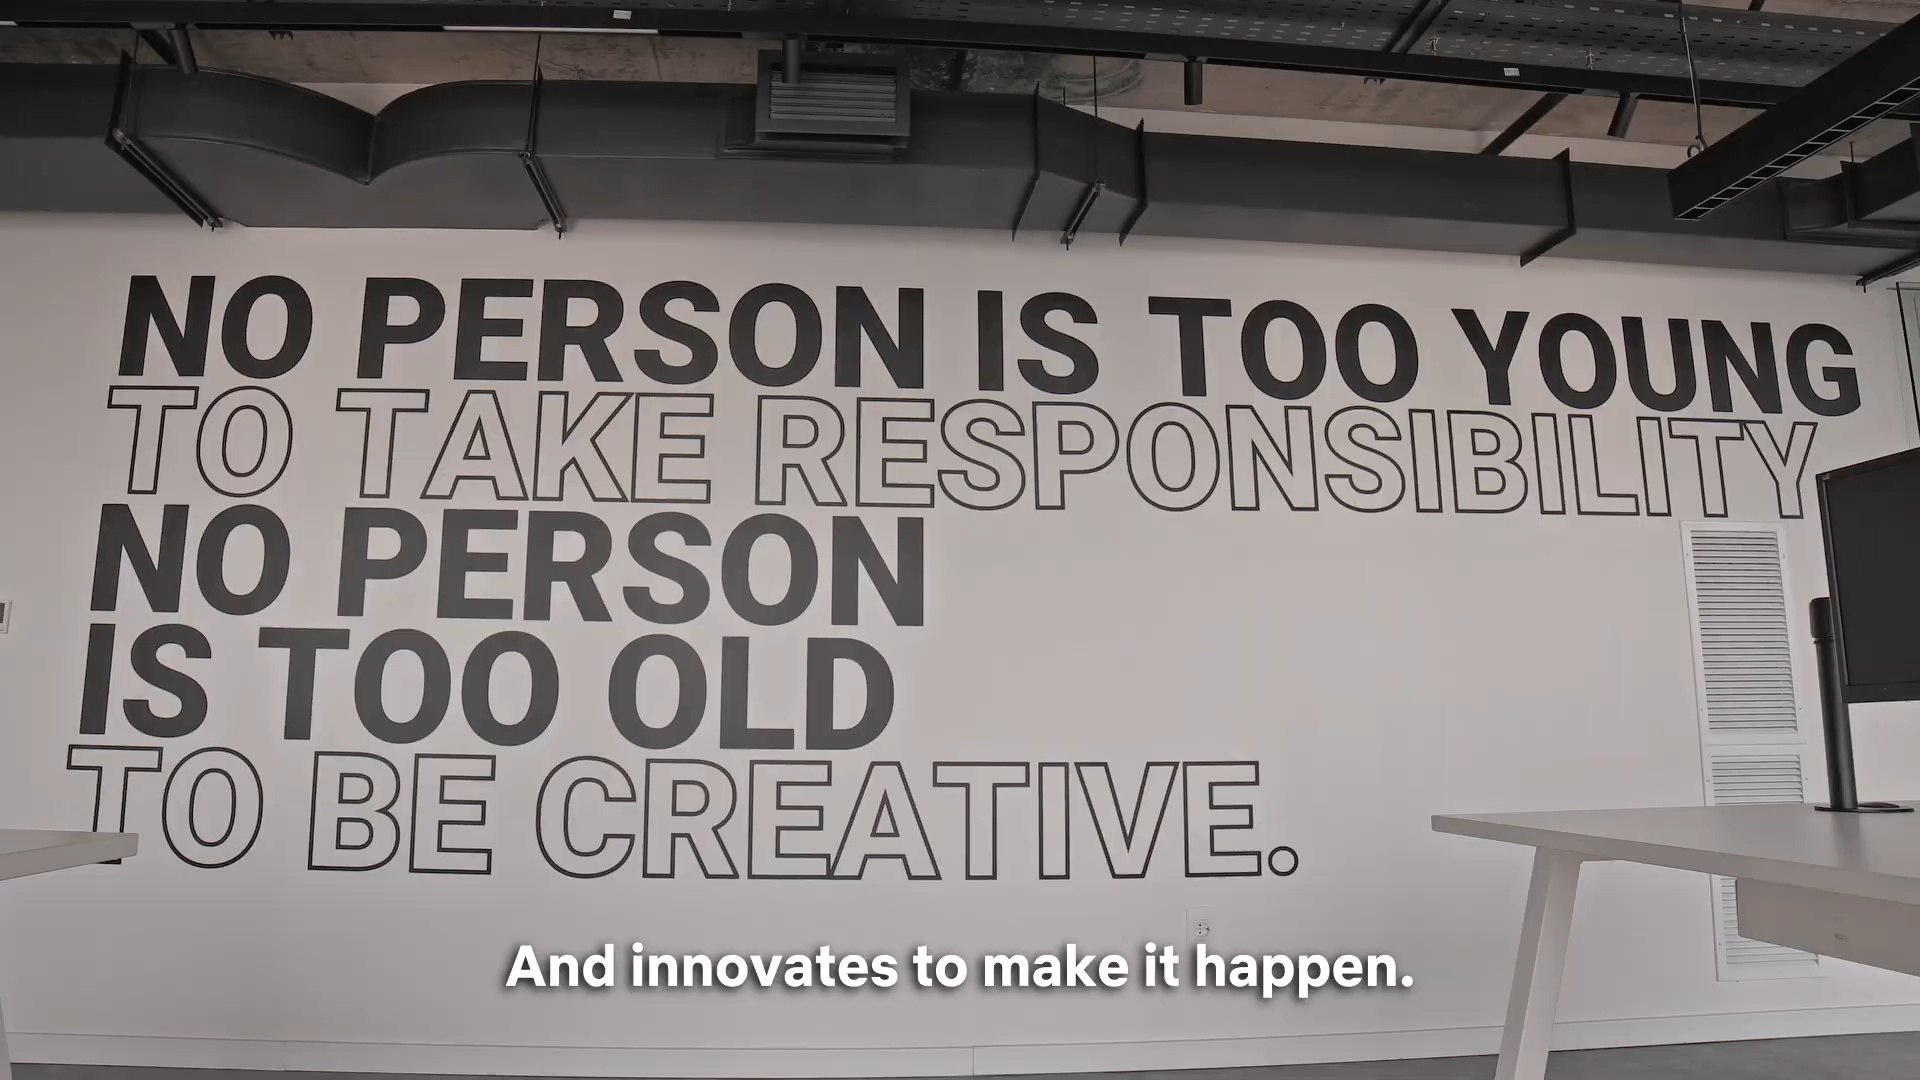 NO PERSON IS TOO YOUNG
TO TAKE RESPONSIBILITY
NO PERSON
IS TOO OLD
TO BE CREATIVE.
And innovates to make it happen.